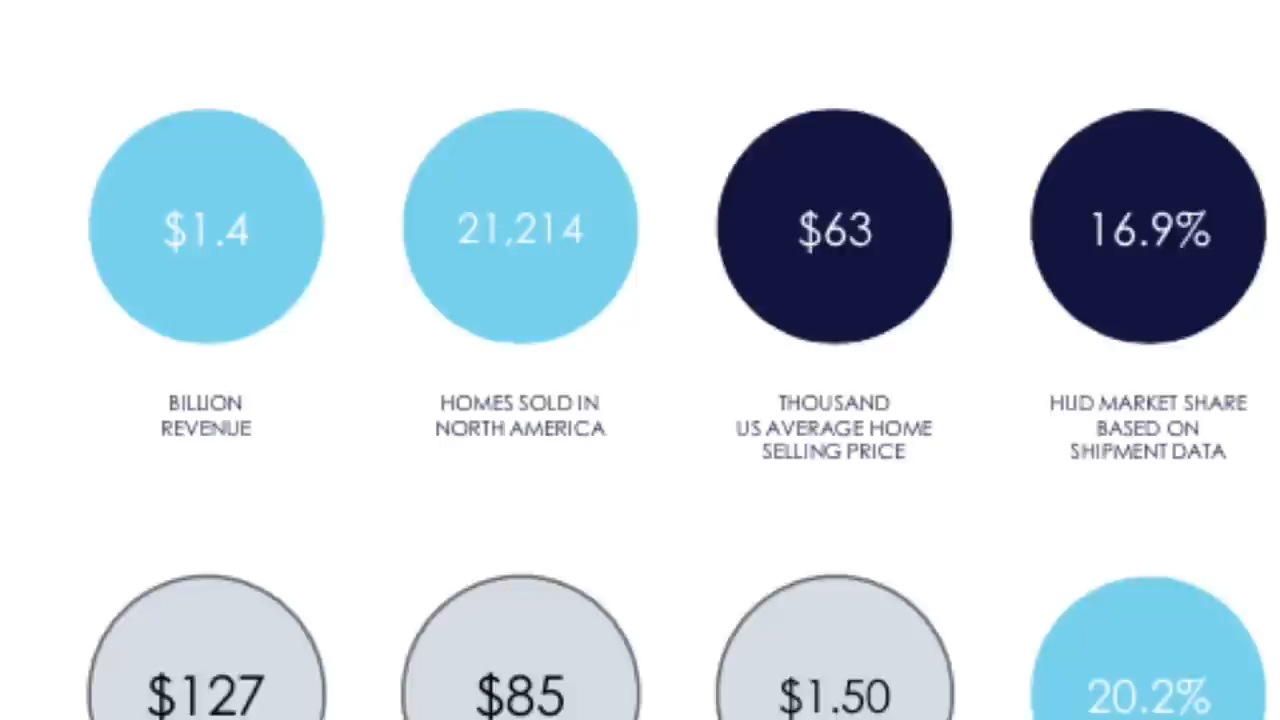 $1.4
21,214
$63
16.9%
BILLION
REVENUE
HOMES SOLD IN
NORTH AMERICA
THOUSAND
US AVERAGE HOME
SELLING PRICE
HUD MARKET SHARE
BASED ON
SHIPMENT DATA
$127
$85
$1.50
20.2%